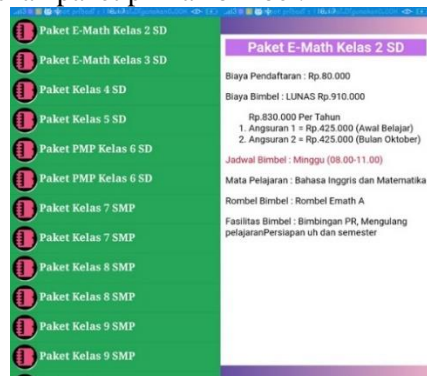 Paket E-Math Kelas 2 SD
Paket E-Math Kelas 3 SD
Paket Kelas 4 SD
Paket Kelas 5 SD
Paket PMP Kelas 6 SD
Paket PMP Kelas 6 SD
Paket Kelas 7 SMP
Paket Kelas 7 SMP
Paket Kelas 8 SMP
Paket Kelas 8 SMP
Paket Kelas 9 SMP
Paket Kelas 9 SMP
Paket E-Math Kelas 2 SD
Biaya Pendaftaran : Rp.80.000
Biaya Bimbel : LUNAS Rp.910.000
Rp.830.000 Per Tahun
1. Angsuran 1 = Rp.425.000 (Awal Belajar)
2. Angsuran 2 = Rp.425.000 (Bulan Oktober)
Jadwal Bimbel : Minggu (08.00-11.00)
Mata Pelajaran : Bahasa Inggris dan Matematika
Rombel Bimbel : Rombel Emath A
Fasilitas Bimbel : Bimbingan PR, Mengulang
pelajaranPersiapan uh dan semester